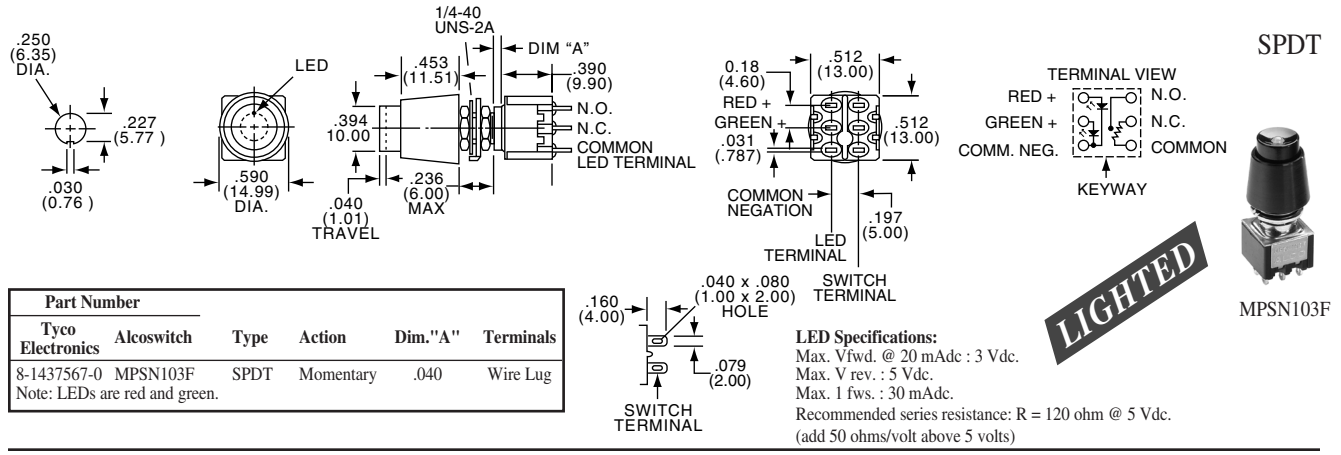 SPDT
.250
(6.35)
DIA.
.227
(5.77)
.030
(0.76 )
LED
.590
(14.99)
DIA.
1/4-40
UNS-2A
DIM “A”
.453
(11.51)
.390
(9.90)
.394
10.00
N.O.
N.C.
COMMON
LED TERMINAL
.236
(6.00)
MAX
.040
(1.01)
TRAVEL
.512
(13.00)
0.18
(4.60)
RED +
GREEN +
.031
(.787)
.512
(13.00)
COMMON
NEGATION
.197
(5.00)
LED
TERMINAL
SWITCH
TERMINAL
TERMINAL VIEW
RED +
N.O.
GREEN +
N.C.
COMM. NEG.
COMMON
KEYWAY
LIGHTED
MPSN103F
Part Number
Tyco
Electronics Alcoswitch Type Action Dim."A" Terminals
8-1437567-0 MPSN103F SPDT Momentary .040 Wire Lug
Note: LEDs are red and green.
.160
(4.00)
.040 x .080
(1.00 x 2.00)
HOLE
.079
(2.00)
SWITCH
TERMINAL
LED Specifications:
Max. Vfwd. @ 20 mAdc : 3 Vdc.
Max. V rev. : 5 Vdc.
Max. 1 fws. : 30 mAdc.
Recommended series resistance: R = 120 ohm @ 5 Vdc.
(add 50 ohms/volt above 5 volts)